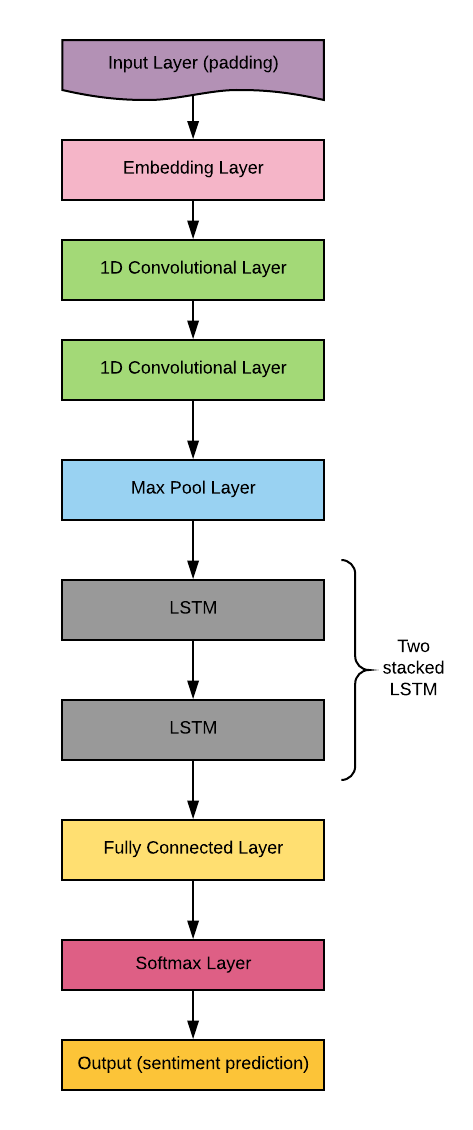 Input Layer (padding)
Embedding Layer
1D Convolutional Layer
1D Convolutional Layer
Max Pool Layer
LSTM
LSTM
Two
stacked
LSTM
Fully Connected Layer
Softmax Layer
Output (sentiment prediction)